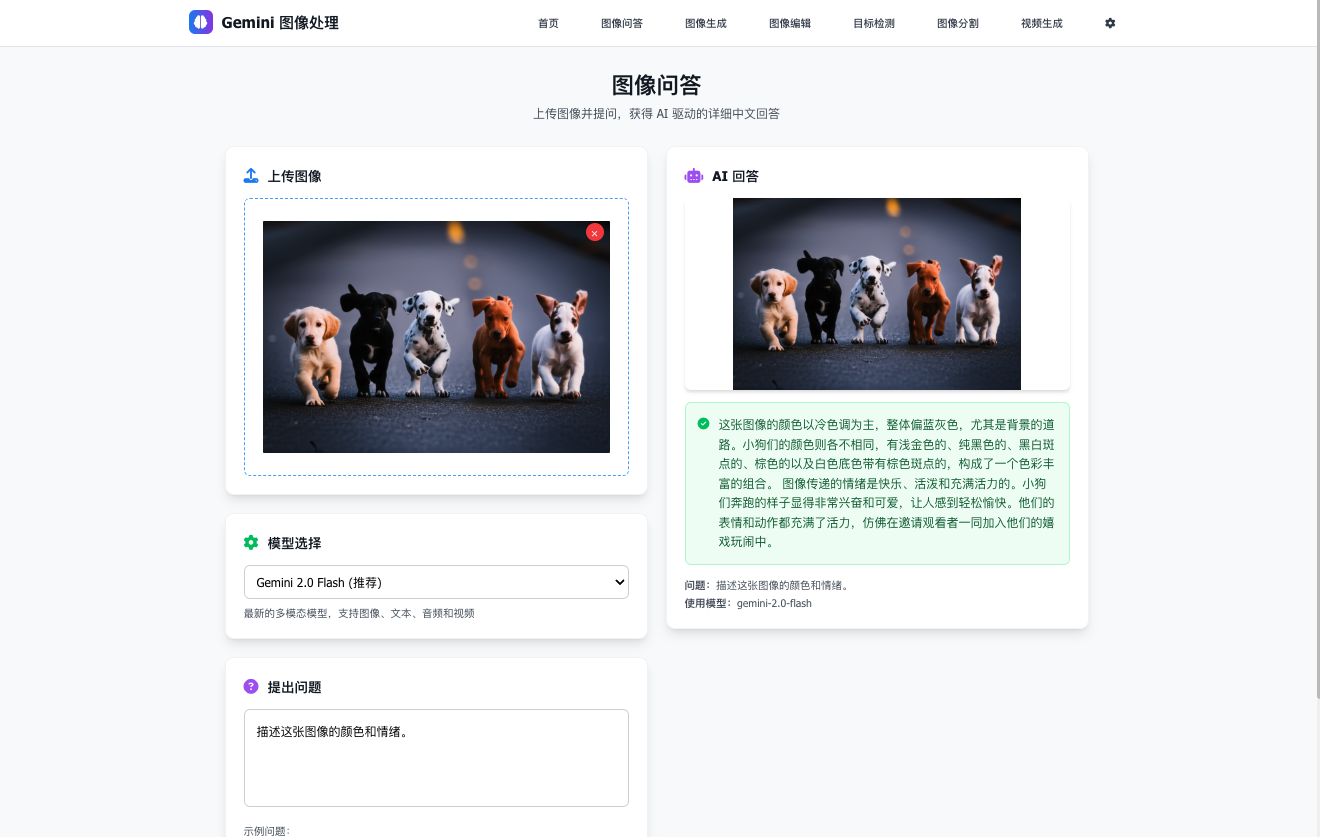 Gemini 图像处理
首页
图像问答
图像生成
图像编辑
目标检测
图像分割
视频生成
图像问答
上传图像并提问，获得 AI 驱动的详细中文回答
上传图像
模型选择
Gemini 2.0 Flash (推荐)
最新的多模态模型，支持图像、文本、音频和视频
提出问题
描述这张图像的颜色和情绪。
示例问题：
AI 回答
这张图像的颜色以冷色调为主，整体偏蓝灰色，尤其是背景的道
路。小狗们的颜色则各不相同，有浅金色的、纯黑色的、黑白斑
点的、棕色的以及白色底色带有棕色斑点的，构成了一个色彩丰
富的组合。 图像传递的情绪是快乐、活泼和充满活力的。小狗
们奔跑的样子显得非常兴奋和可爱，让人感到轻松愉快。他们的
表情和动作都充满了活力，仿佛在邀请观看者一同加入他们的嬉
戏玩闹中。
问题：描述这张图像的颜色和情绪。
使用模型：gemini-2.0-flash